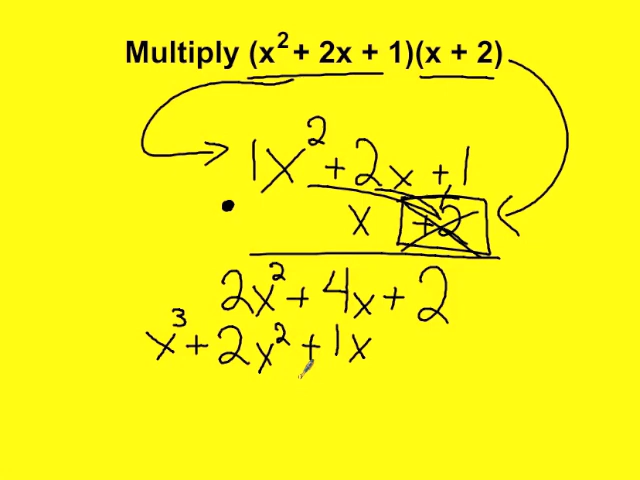 Multiply (x² + 2x + 1)(x + 2)
1x² + 2x + 1
• x +2
2x² + 4x + 2
x³ + 2x² + 1x